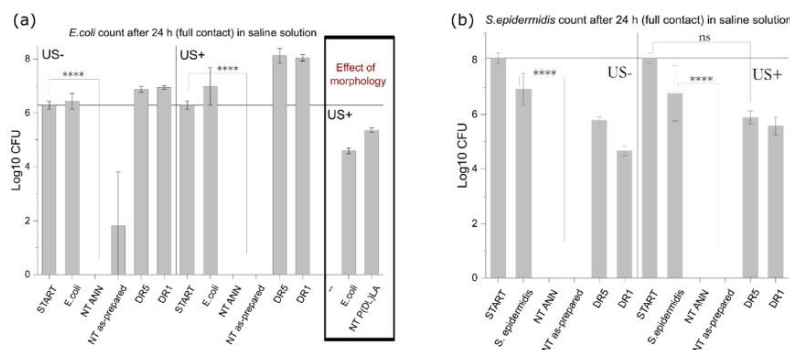 (a)
E.coli count after 24 h (full contact) in saline solution
US-
US+
Effect of
morphology
US+
****
****
Log10 CFU
8
6
4
2
0
START
E.coli
NT ANN
NT as-prepared
DR5
DR1
START
E.coli
NT ANN
NT as-prepared
DR5
DR1
--
E.coli
NT P(DL)LA
(b)
S.epidermidis count after 24 h (full contact) in saline solution
ns
US-
US+
****
****
Log10 CFU
8
6
4
2
0
START
S. epidermidis
NT ANN
NT as-prepared
DR5
DR1
START
S.epidermidis
NT ANN
NT as-prepared
DR5
DR1